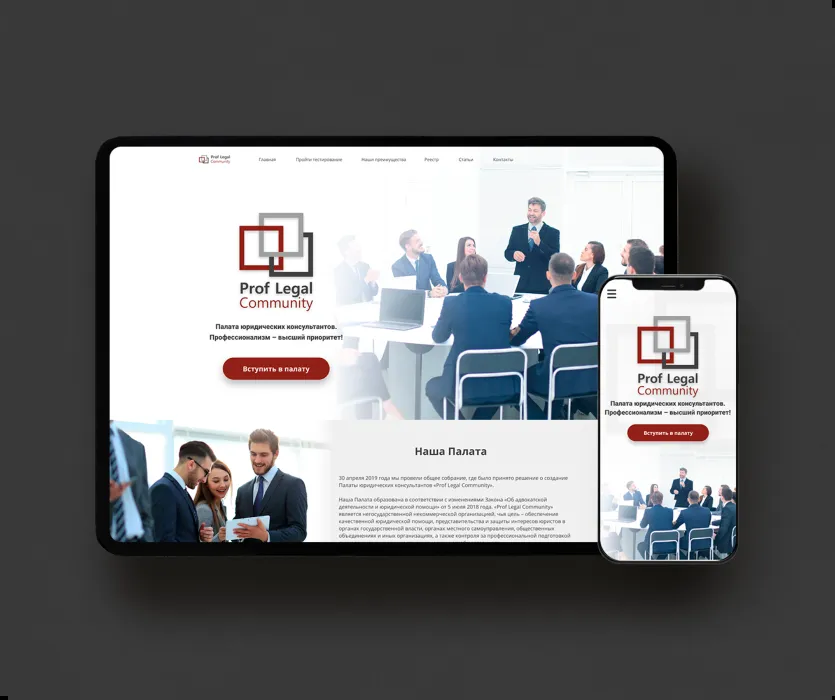 Prof Legal
Community
Главная Пройти тестирование Наши преимущества Реестр Статьи Контакты
Prof Legal
Community
Палата юридических консультантов.
Профессионализм – высший приоритет!
Вступить в палату
Наша Палата
30 апреля 2019 года мы провели общее собрание, где было принято решение о создании
Палаты юридических консультантов «Prof Legal Community».
Наша Палата образована в соответствии с изменениями Закона «Об адвокатской
деятельности и юридической помощи» от 5 июля 2018 года. «Prof Legal Community»
является негосударственной некоммерческой организацией, чья цель – обеспечение
качественной юридической помощи, представительства и защиты интересов юристов в
органах государственной власти, органах местного самоуправления, общественных
объединениях и иных организациях, а также контроля за профессиональной подготовкой
Prof Legal
Community
Палата юридических консультантов.
Профессионализм – высший приоритет!
Вступить в палату